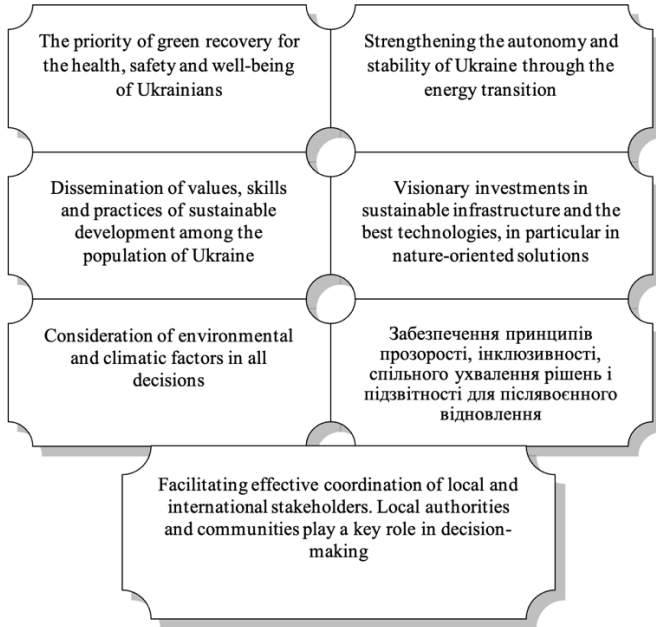 The priority of green recovery for
the health, safety and well-being
of Ukrainians
Strengthening the autonomy and
stability of Ukraine through the
energy transition
Dissemination of values, skills
and practices of sustainable
development among the
population of Ukraine
Visionary investments in
sustainable infrastructure and the
best technologies, in particular in
nature-oriented solutions
Consideration of environmental
and climatic factors in all
decisions
Забезпечення принципів
прозорості, інклюзивності,
спільного ухвалення рішень і
підзвітності для післявоєнного
відновлення
Facilitating effective coordination of local and
international stakeholders. Local authorities
and communities play a key role in decision-
making